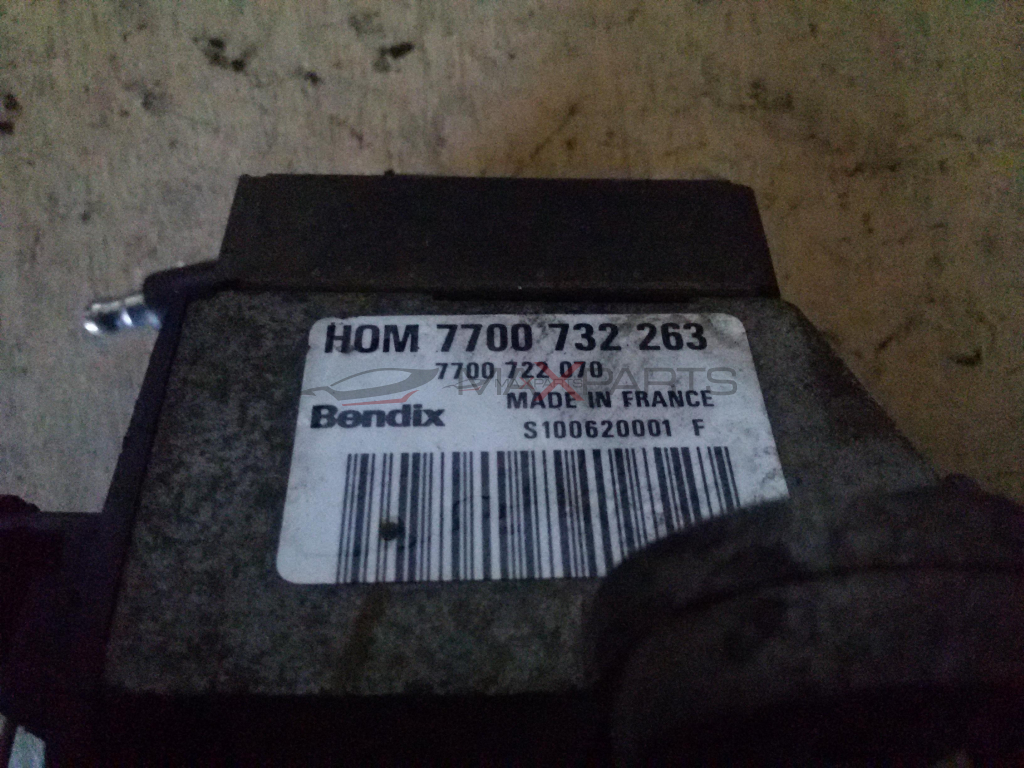 HOM 7700 732 263
7700 722 070
MAXPARTS
MADE IN FRANCE
Bendix
S100620001 F